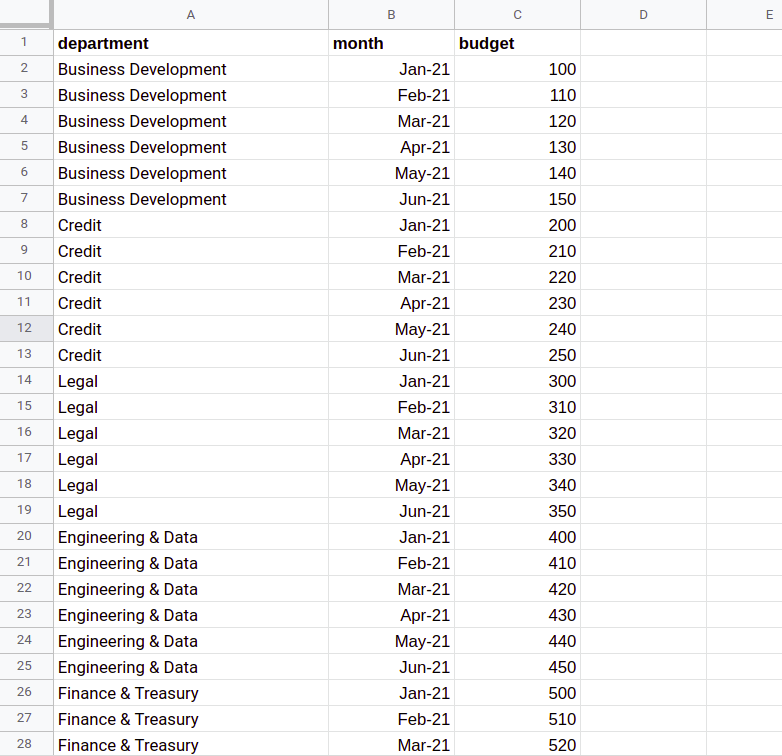 A B C D E
1 department month budget
2 Business Development Jan-21 100
3 Business Development Feb-21 110
4 Business Development Mar-21 120
5 Business Development Apr-21 130
6 Business Development May-21 140
7 Business Development Jun-21 150
8 Credit Jan-21 200
9 Credit Feb-21 210
10 Credit Mar-21 220
11 Credit Apr-21 230
12 Credit May-21 240
13 Credit Jun-21 250
14 Legal Jan-21 300
15 Legal Feb-21 310
16 Legal Mar-21 320
17 Legal Apr-21 330
18 Legal May-21 340
19 Legal Jun-21 350
20 Engineering & Data Jan-21 400
21 Engineering & Data Feb-21 410
22 Engineering & Data Mar-21 420
23 Engineering & Data Apr-21 430
24 Engineering & Data May-21 440
25 Engineering & Data Jun-21 450
26 Finance & Treasury Jan-21 500
27 Finance & Treasury Feb-21 510
28 Finance & Treasury Mar-21 520